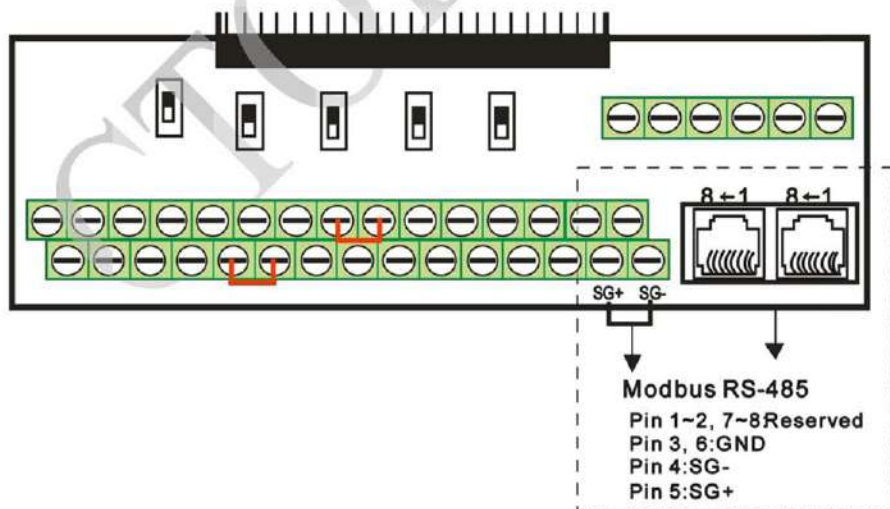 8←1 8←1
SG+ SG-
Modbus RS-485
Pin 1~2, 7~8:Reserved
Pin 3, 6:GND
Pin 4:SG-
Pin 5:SG+